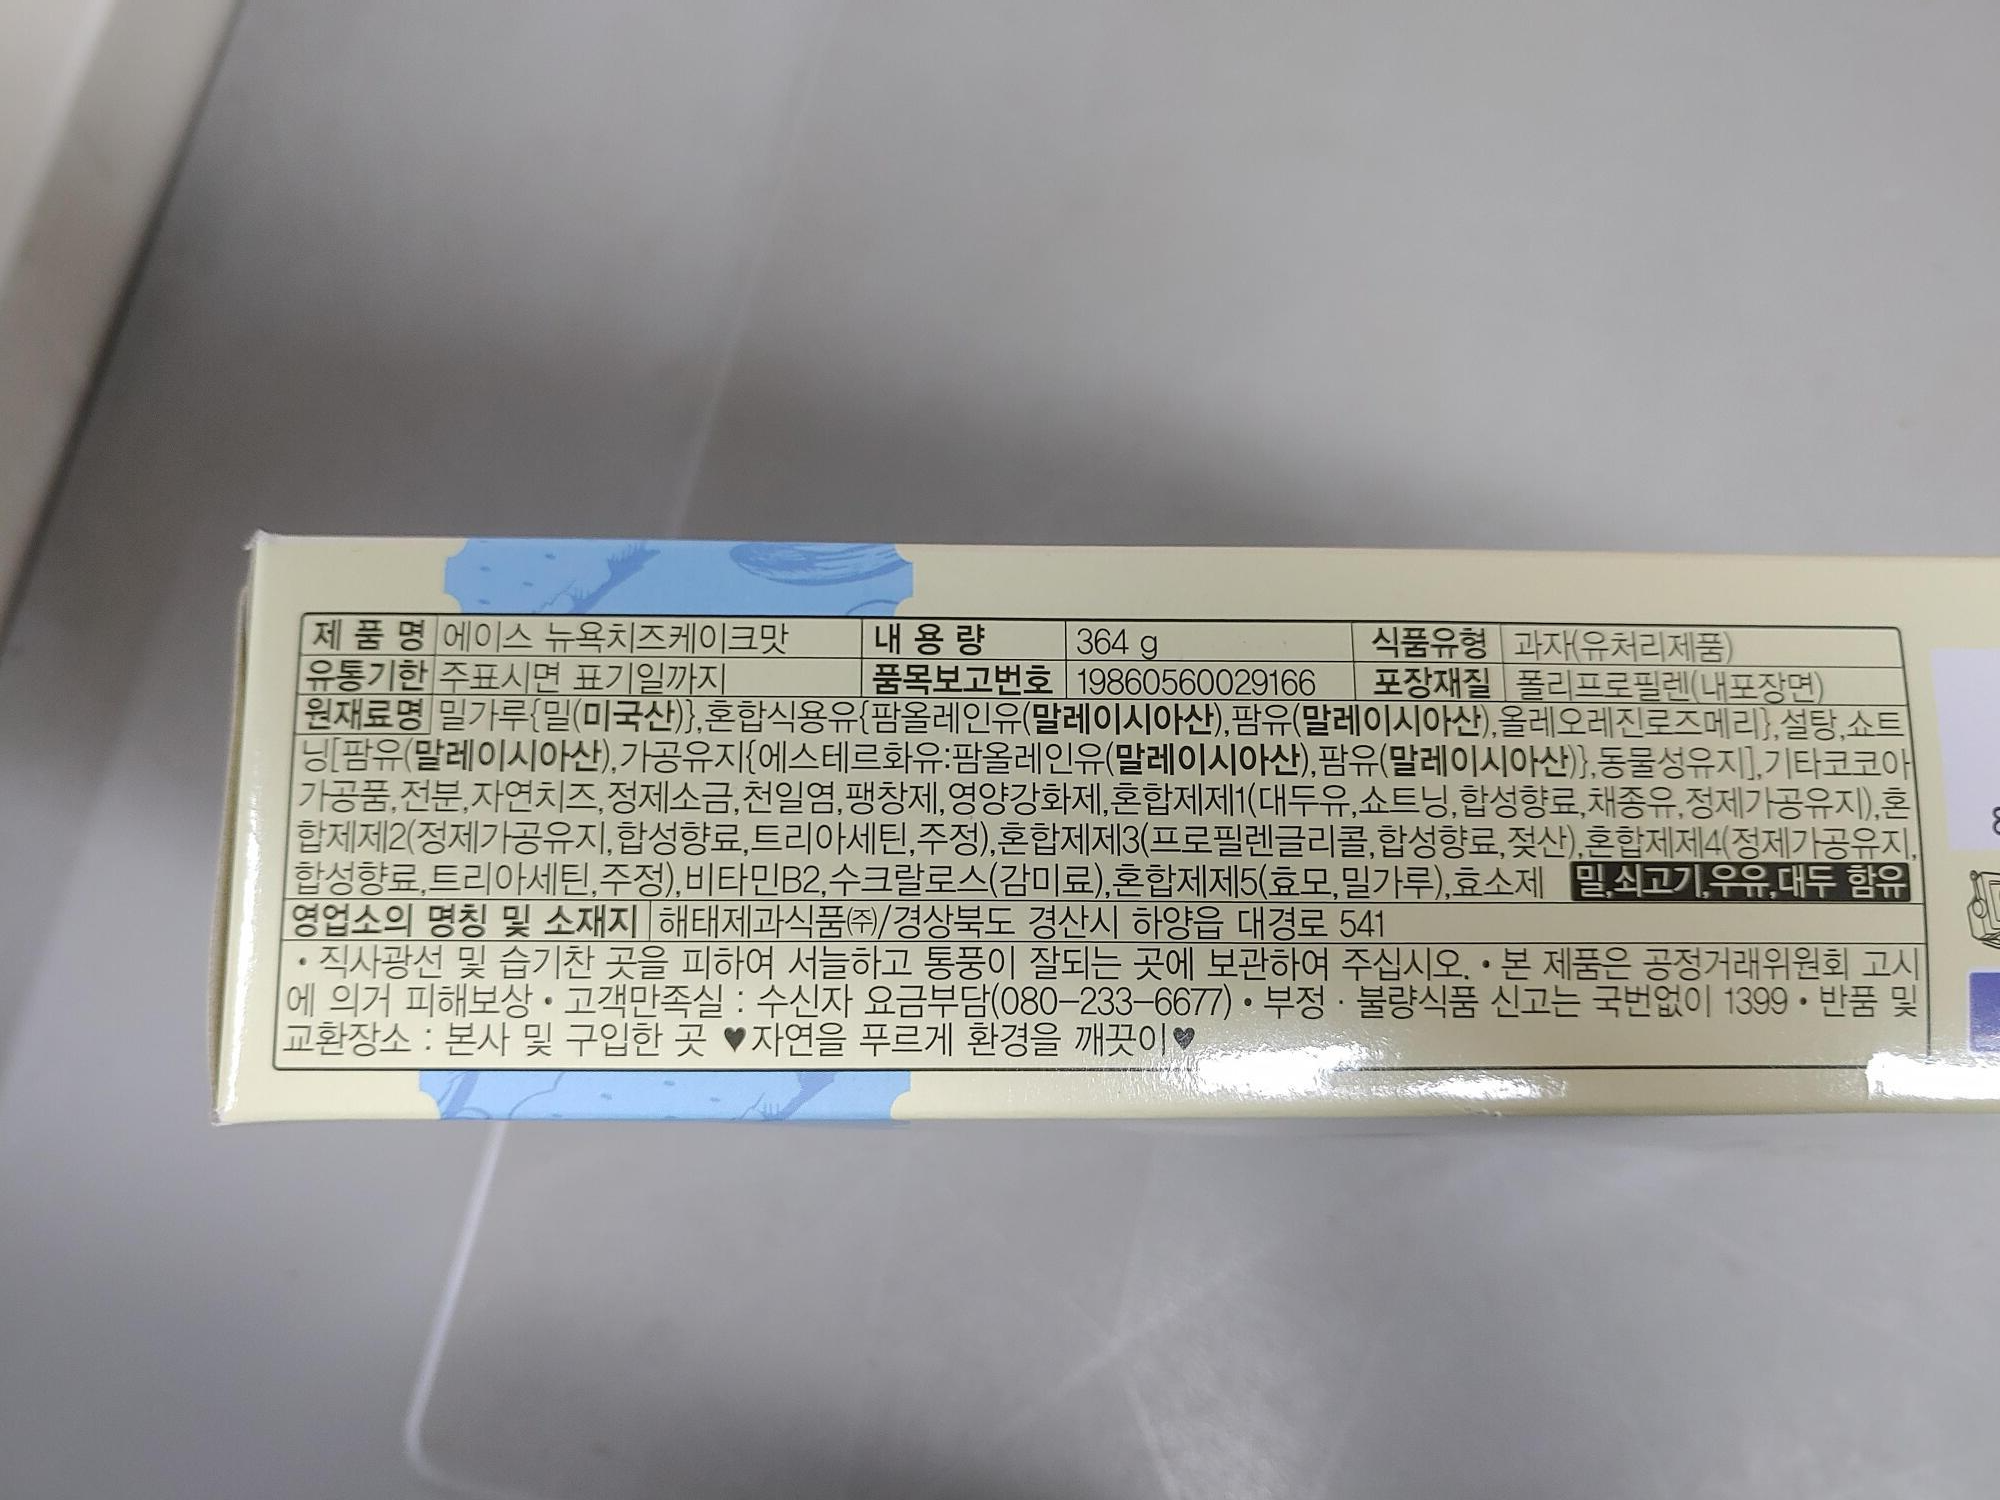 제 품 명 에이스 뉴욕치즈케이크맛 내 용 량 364 g 식품유형 과자(유처리제품)
유통기한 주표시면 표기일까지 품목보고번호 19860560029166 포장재질 폴리프로필렌(내포장면)
원재료명 밀가루{밀(미국산)},혼합식용유{팜올레인유(말레이시아산),팜유(말레이시아산),올레오레진로즈메리},설탕,쇼트
닝[팜유(말레이시아산),가공유지{에스테르화유:팜올레인유(말레이시아산),팜유(말레이시아산)},동물성유지],기타코코아
가공품,전분,자연치즈,정제소금,천일염,팽창제,영양강화제,혼합제제1(대두유,쇼트닝,합성향료,채종유,정제가공유지),혼
합제제2(정제가공유지,합성향료,트리아세틴,주정),혼합제제3(프로필렌글리콜,합성향료,젖산),혼합제제4(정제가공유지,
합성향료,트리아세틴,주정),비타민B2,수크랄로스(감미료),혼합제제5(효모,밀가루),효소제 밀,쇠고기,우유,대두 함유
영업소의 명칭 및 소재지 해태제과식품㈜/경상북도 경산시 하양읍 대경로 541
• 직사광선 및 습기찬 곳을 피하여 서늘하고 통풍이 잘되는 곳에 보관하여 주십시오. • 본 제품은 공정거래위원회 고시
에 의거 피해보상 • 고객만족실 : 수신자 요금부담(080-233-6677) • 부정 · 불량식품 신고는 국번없이 1399 • 반품 및
교환장소 : 본사 및 구입한 곳 ♥자연을 푸르게 환경을 깨끗이♥